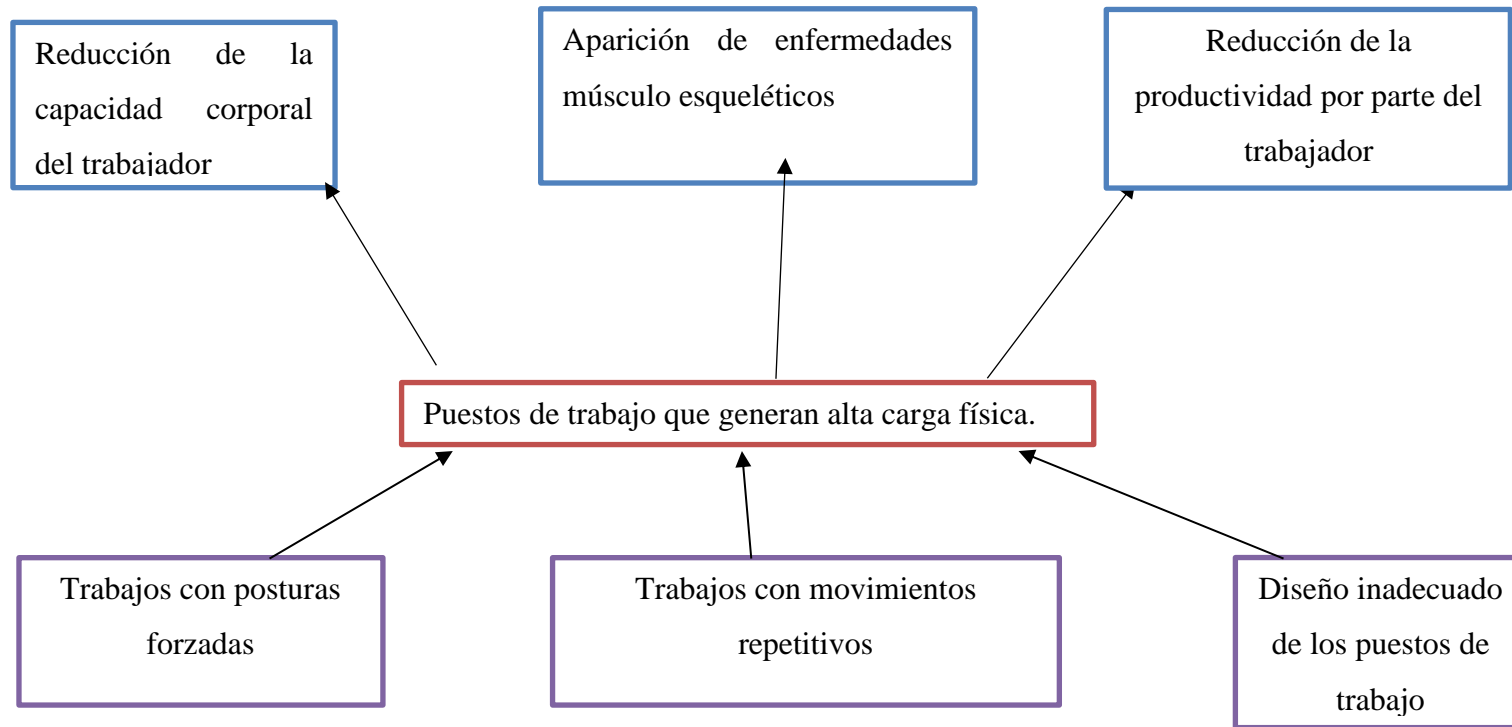 Reducción de la
capacidad corporal
del trabajador
Aparición de enfermedades
músculo esqueléticos
Reducción de la
productividad por parte del
trabajador
Puestos de trabajo que generan alta carga física.
Trabajos con posturas
forzadas
Trabajos con movimientos
repetitivos
Diseño inadecuado
de los puestos de
trabajo